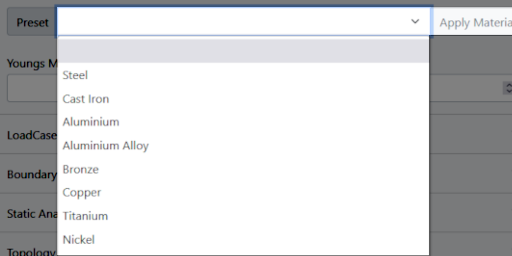 Preset
Apply Materia
Steel
Youngs M
Cast Iron
Aluminium
LoadCase
Aluminium Alloy
Bronze
Boundary
Copper
Static Ana
Titanium
Nickel
Topology